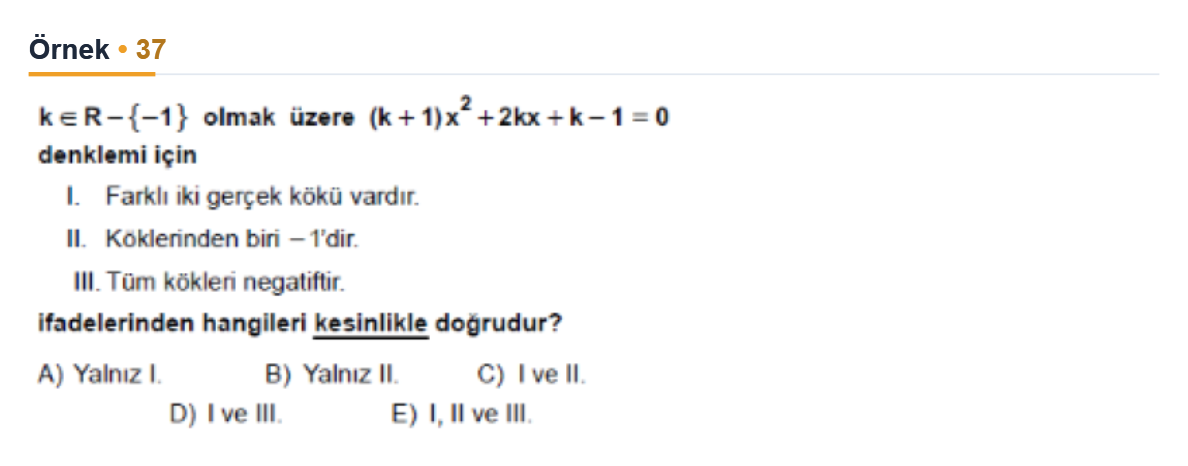 Örnek • 37
k ∈ R – {–1} olmak üzere (k + 1)x² + 2kx + k – 1 = 0
denklemi için
I. Farklı iki gerçek kökü vardır.
II. Köklerinden biri – 1'dir.
III. Tüm kökleri negatiftir.
ifadelerinden hangileri kesinlikle doğrudur?
A) Yalnız I. B) Yalnız II. C) I ve II.
D) I ve III. E) I, II ve III.